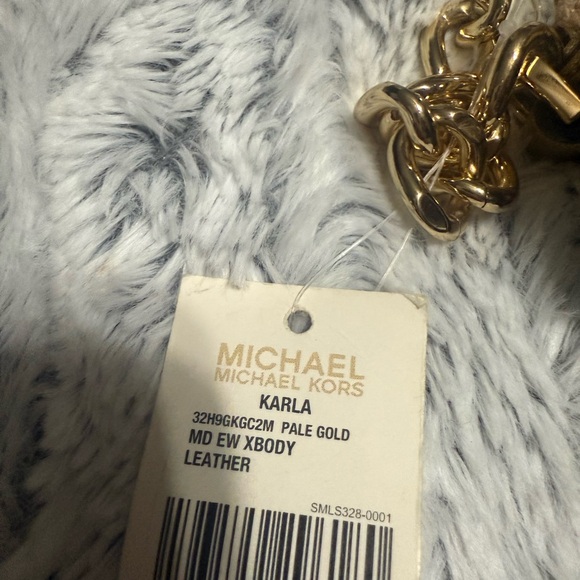 MICHAEL
MICHAEL KORS
KARLA
32H9GKGC2M PALE GOLD
MD EW XBODY
LEATHER
SMLS328-0001